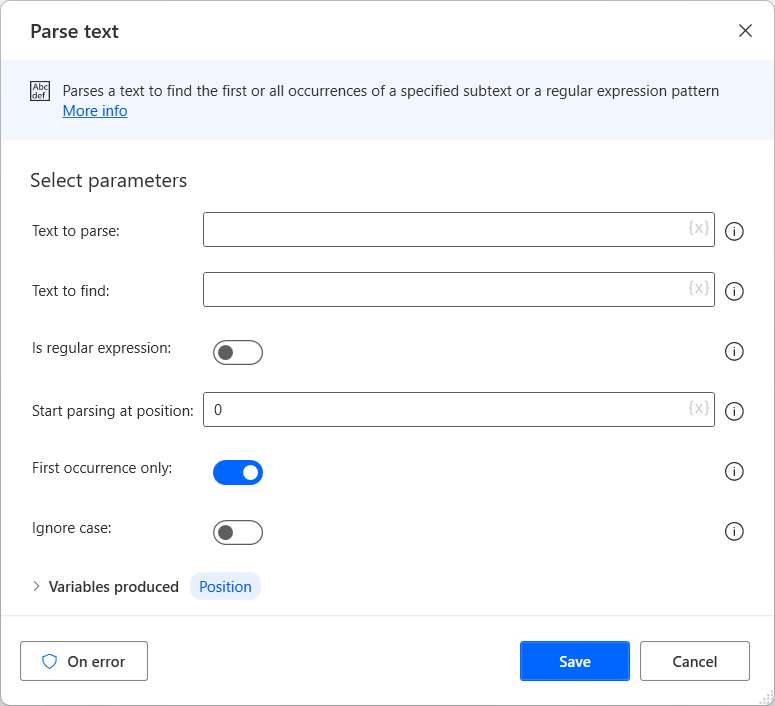 Parse text
Abc
def
Parses a text to find the first or all occurrences of a specified subtext or a regular expression pattern
More info
Select parameters
Text to parse:
{x}
Text to find:
{x}
Is regular expression:
Start parsing at position:
0
{x}
First occurrence only:
Ignore case:
Variables produced Position
On error
Save
Cancel